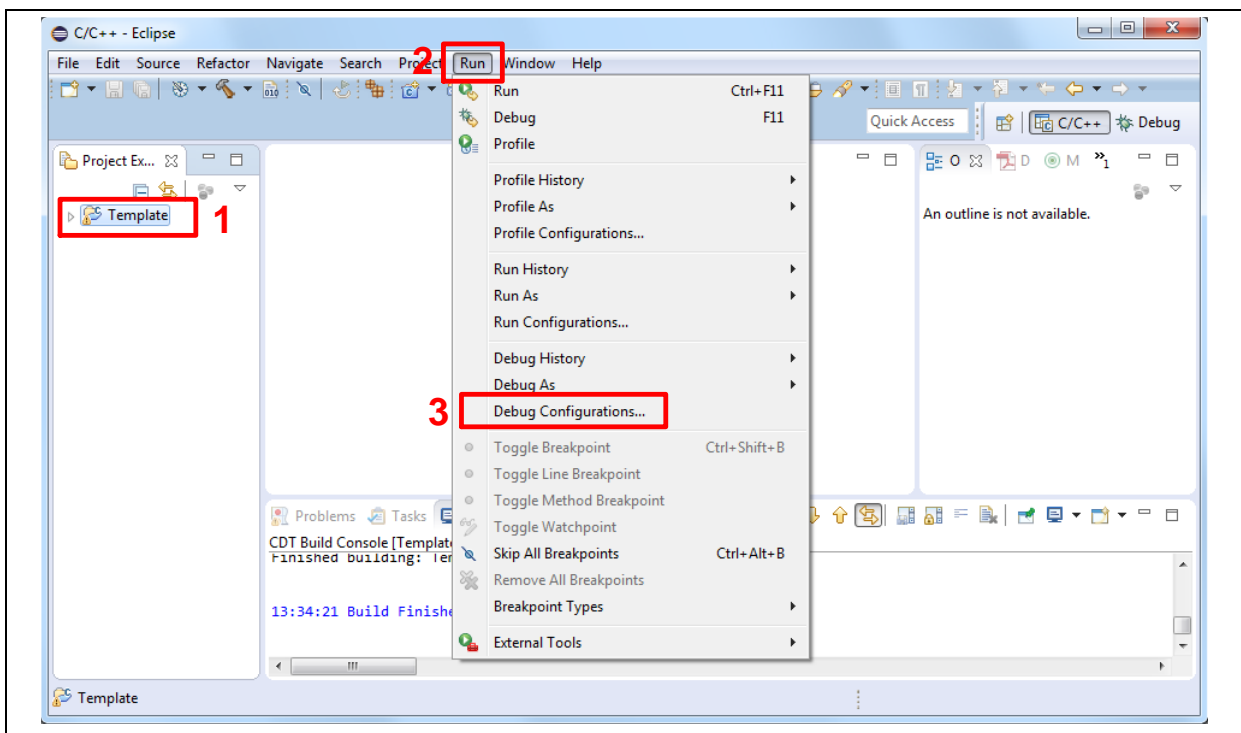 C/C++ - Eclipse
File Edit Source Refactor Navigate Search Project Run Window Help
2
Run Ctrl+F11
Debug F11
Profile
Profile History
Profile As
Profile Configurations...
Run History
Run As
Run Configurations...
Debug History
Debug As
3 Debug Configurations...
Toggle Breakpoint Ctrl+Shift+B
Toggle Line Breakpoint
Toggle Method Breakpoint
Toggle Watchpoint
Skip All Breakpoints Ctrl+Alt+B
Remove All Breakpoints
Breakpoint Types
External Tools
Quick Access C/C++ Debug
Project Ex...
Template 1
O D M »1
An outline is not available.
Problems Tasks
CDT Build Console [Templat
Finished building: Te
13:34:21 Build Finishe
Template